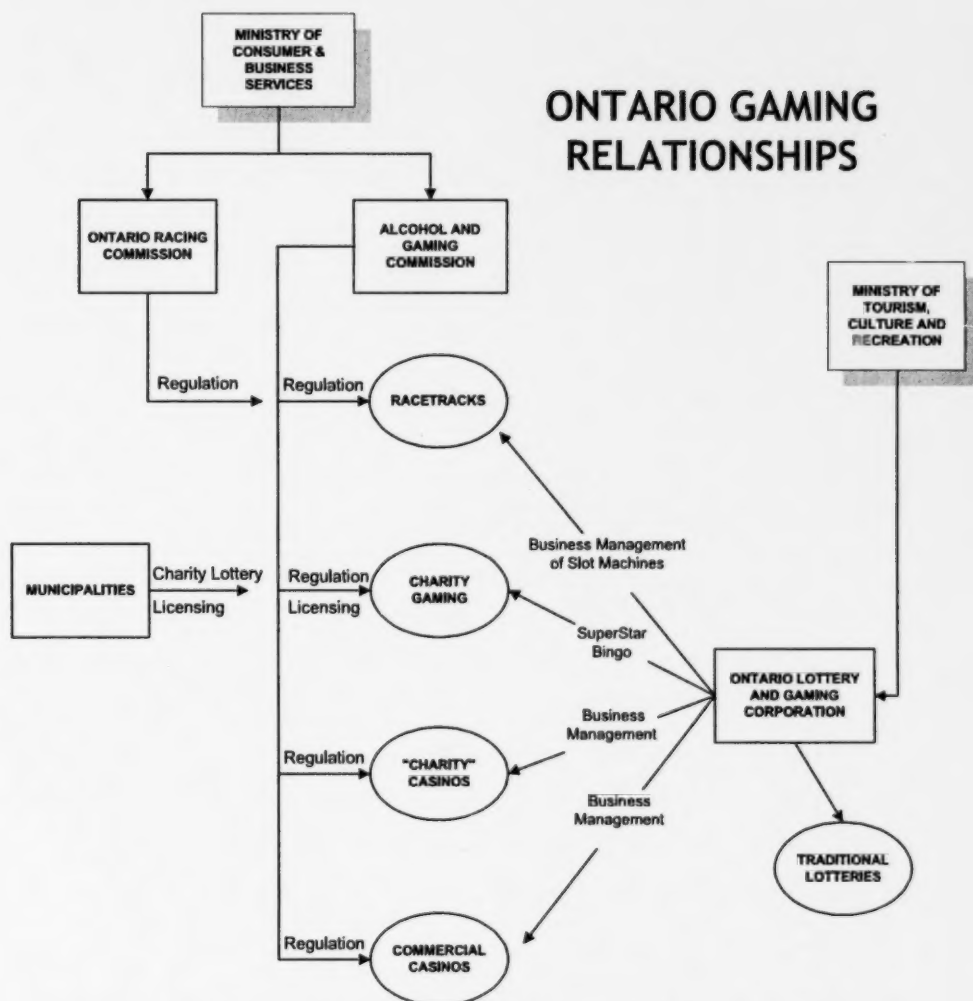 MINISTRY OF
CONSUMER &
BUSINESS
SERVICES
ONTARIO GAMING
RELATIONSHIPS
ONTARIO RACING
COMMISSION
ALCOHOL AND
GAMING
COMMISSION
MINISTRY OF
TOURISM,
CULTURE AND
RECREATION
Regulation
Regulation
RACETRACKS
Business Management
of Slot Machines
MUNICIPALITIES
Charity Lottery
Licensing
Regulation
Licensing
CHARITY
GAMING
SuperStar
Bingo
ONTARIO LOTTERY
AND GAMING
CORPORATION
Business
Management
Regulation
"CHARITY"
CASINOS
Business
Management
TRADITIONAL
LOTTERIES
Regulation
COMMERCIAL
CASINOS